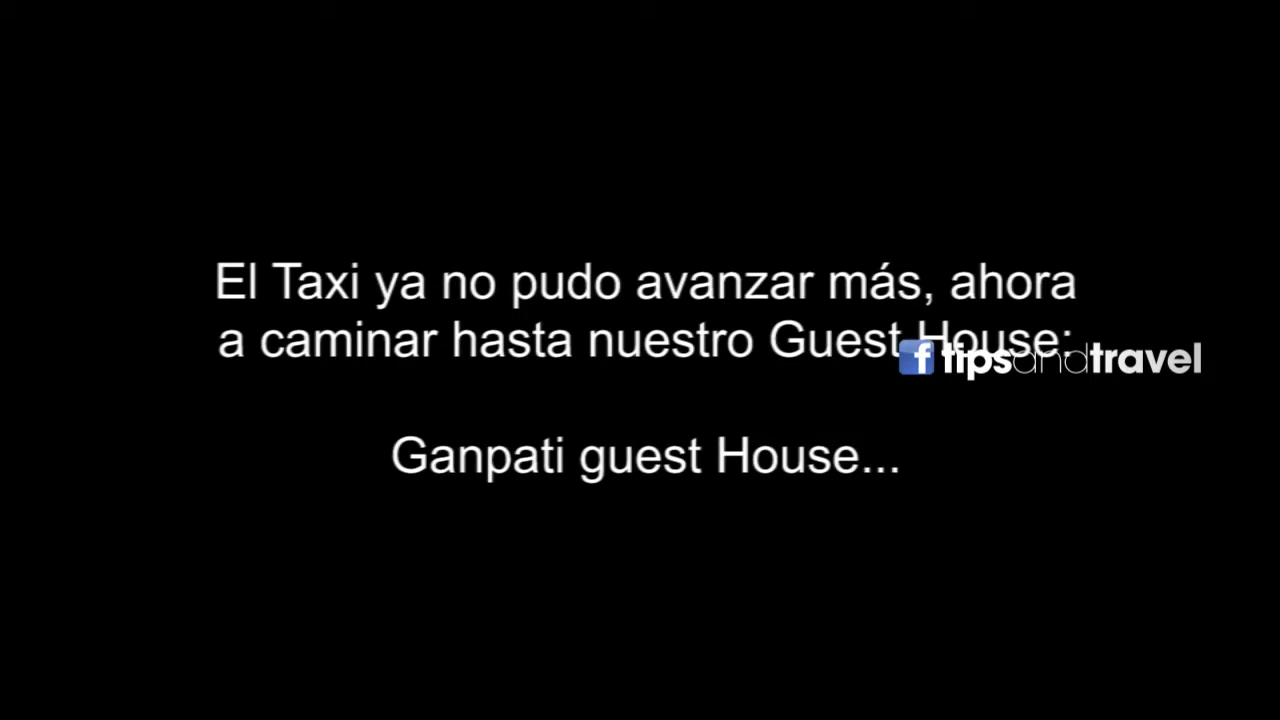 El Taxi ya no pudo avanzar más, ahora
a caminar hasta nuestro Guest House:
f tipsandtravel
Ganpati guest House...